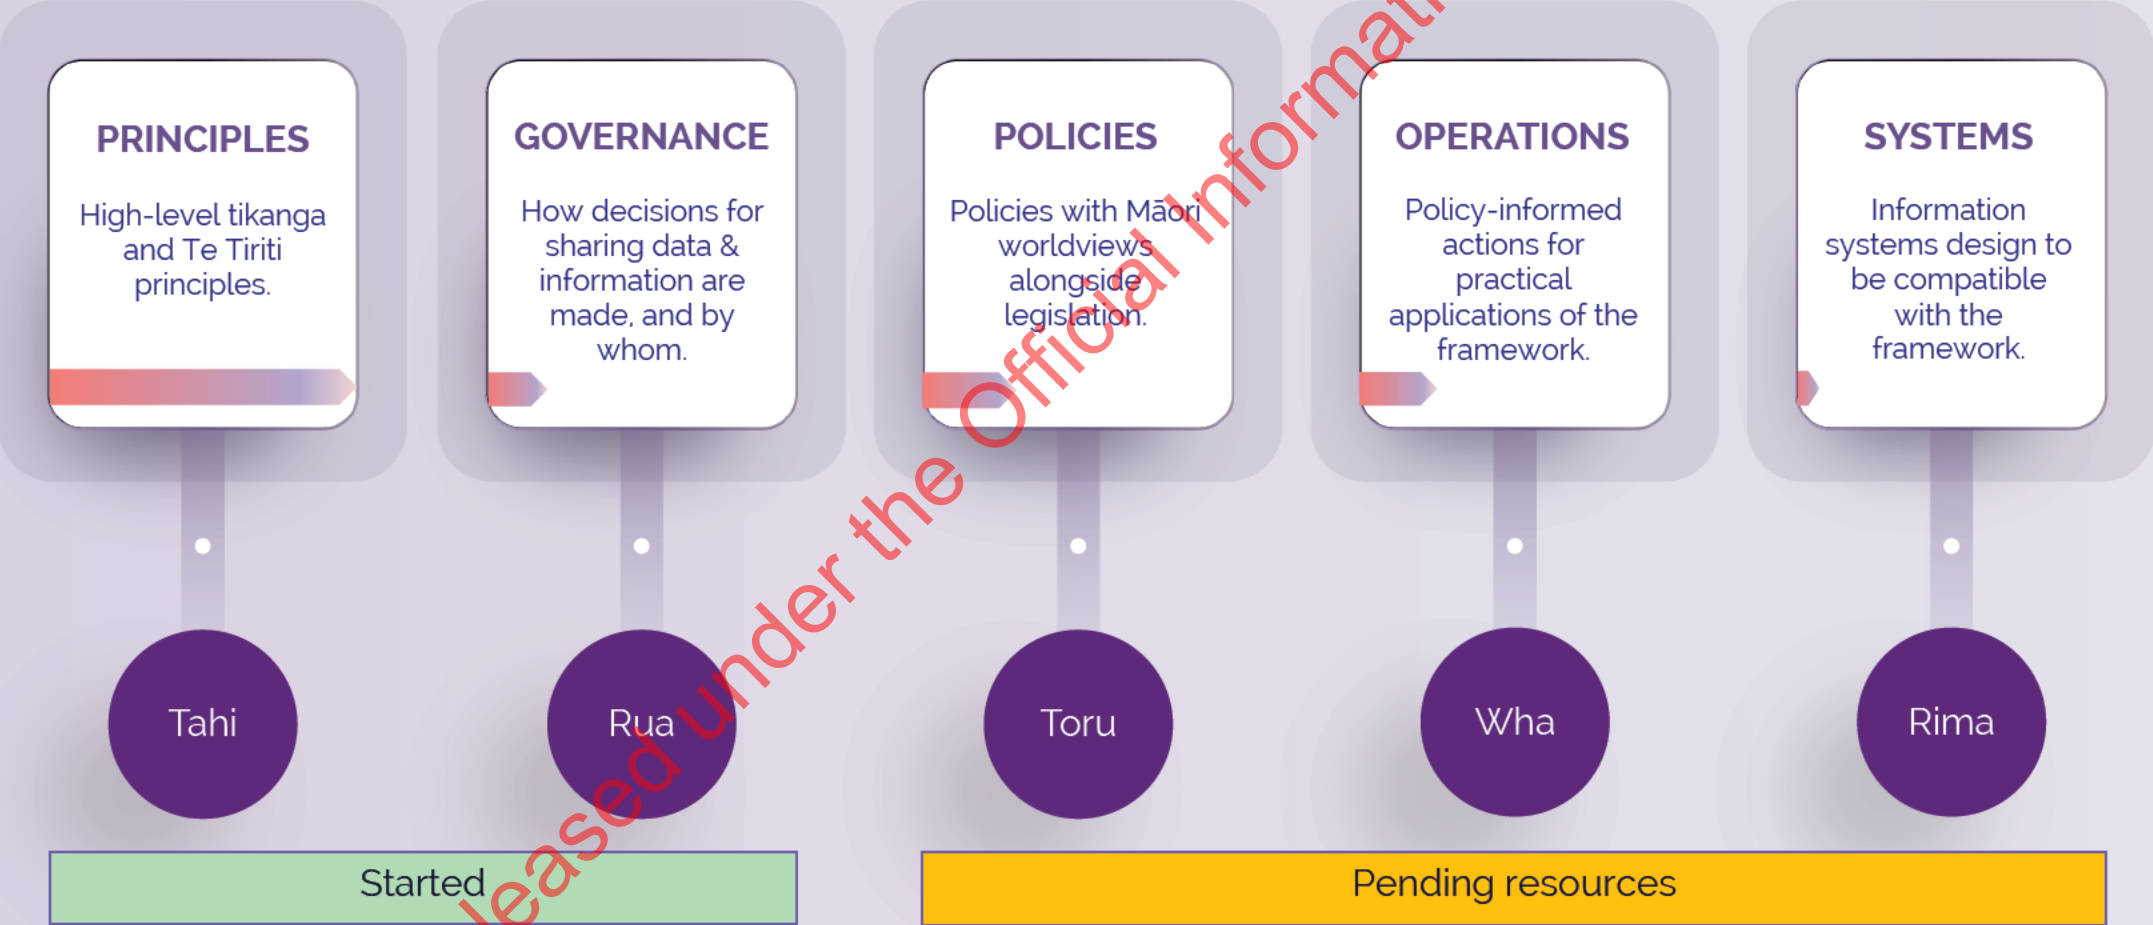 PRINCIPLES
High-level tikanga
and Te Tiriti
principles.
GOVERNANCE
How decisions for
sharing data &
information are
made, and by
whom.
POLICIES
Policies with Māori
worldviews
alongside
legislation.
OPERATIONS
Policy-informed
actions for
practical
applications of the
framework.
SYSTEMS
Information
systems design to
be compatible
with the
framework.
Tahi
Rua
Toru
Wha
Rima
Started
Pending resources
leased under the Official Informati